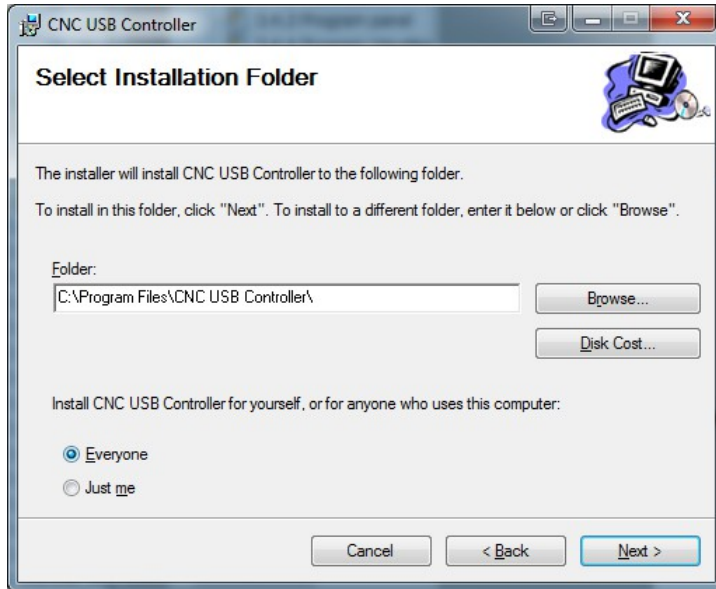 CNC USB Controller
Select Installation Folder
The installer will install CNC USB Controller to the following folder.
To install in this folder, click "Next". To install to a different folder, enter it below or click "Browse".
Folder:
C:\Program Files\CNC USB Controller\
Browse...
Disk Cost...
Install CNC USB Controller for yourself, or for anyone who uses this computer:
Everyone
Just me
Cancel
< Back
Next >